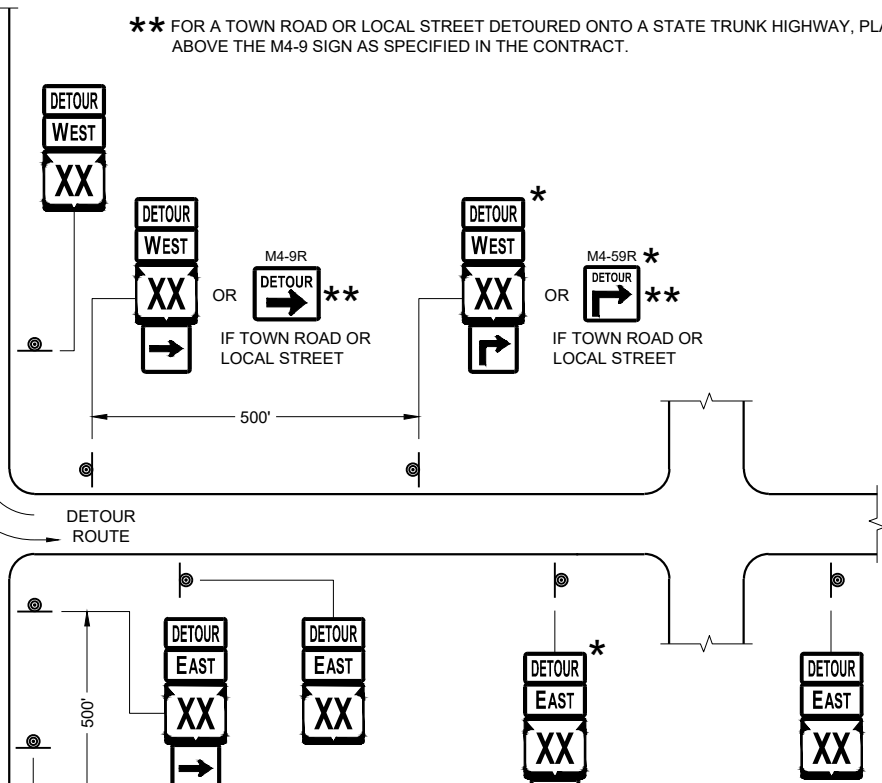 ** FOR A TOWN ROAD OR LOCAL STREET DETOURED ONTO A STATE TRUNK HIGHWAY,
ABOVE THE M4-9 SIGN AS SPECIFIED IN THE CONTRACT.
DETOUR
WEST
XX
DETOUR
WEST
XX
OR
M4-9R
DETOUR
**
IF TOWN ROAD OR
LOCAL STREET
DETOUR *
WEST
XX
OR
M4-59R *
DETOUR
**
IF TOWN ROAD OR
LOCAL STREET
500'
DETOUR
ROUTE
500'
DETOUR
EAST
XX
DETOUR
EAST
XX
DETOUR *
EAST
XX
DETOUR
EAST
XX